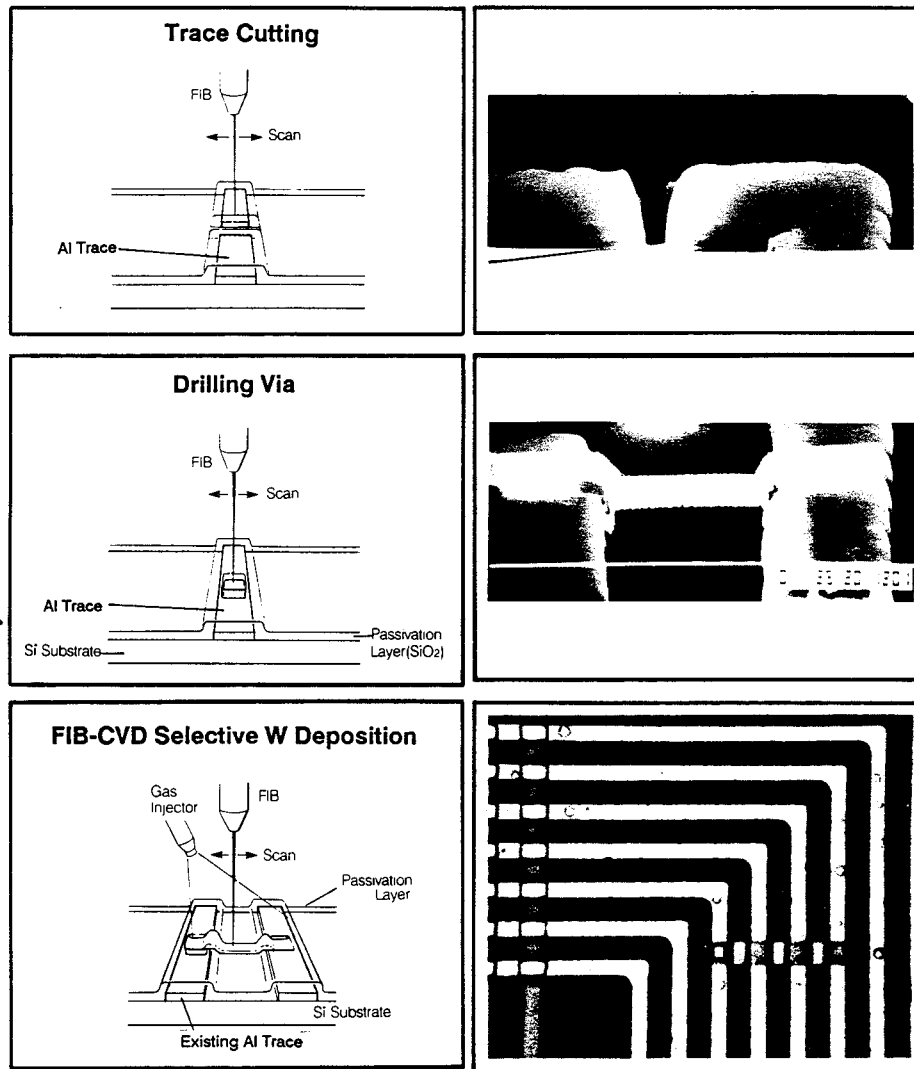 Trace Cutting
FIB
Scan
Al Trace
Drilling Via
FIB
Scan
Al Trace
Si Substrate
Passivation
Layer(SiO₂)
FIB-CVD Selective W Deposition
Gas
Injector
FIB
Scan
Passivation
Layer
Si Substrate
Existing Al Trace